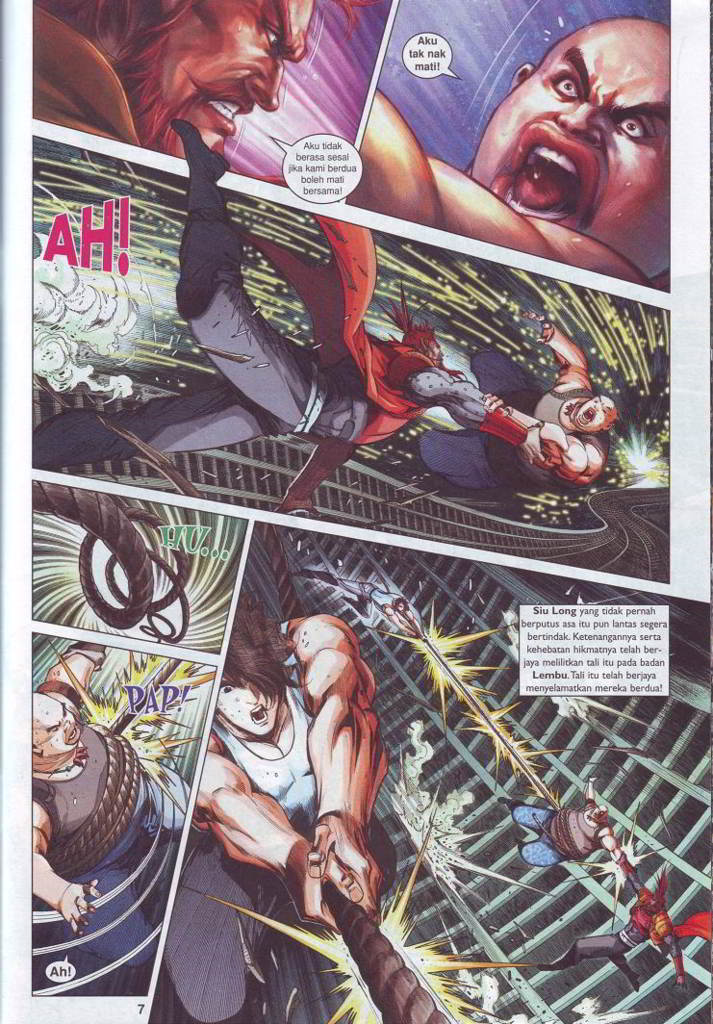 Aku tidak
berasa sesal
jika kami berdua
boleh mati
bersama!
Aku
tak nak
mati!
AH!
HU...
PAP!
Ah!
Siu Long yang tidak pernah
berputus asa itu pun lantas segera
bertindak. Ketenangannya serta
kehebatan hikmatnya telah ber-
jaya melilitkan tali itu pada badan
Lembu. Tali itu telah berjaya
menyelamatkan mereka berdua!
7